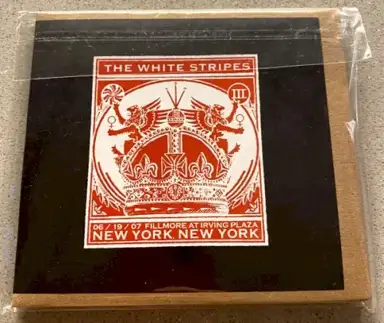 THE WHITE STRIPES
III
06 / 19 / 07 FILLMORE AT IRVING PLAZA
NEW YORK, NEW YORK